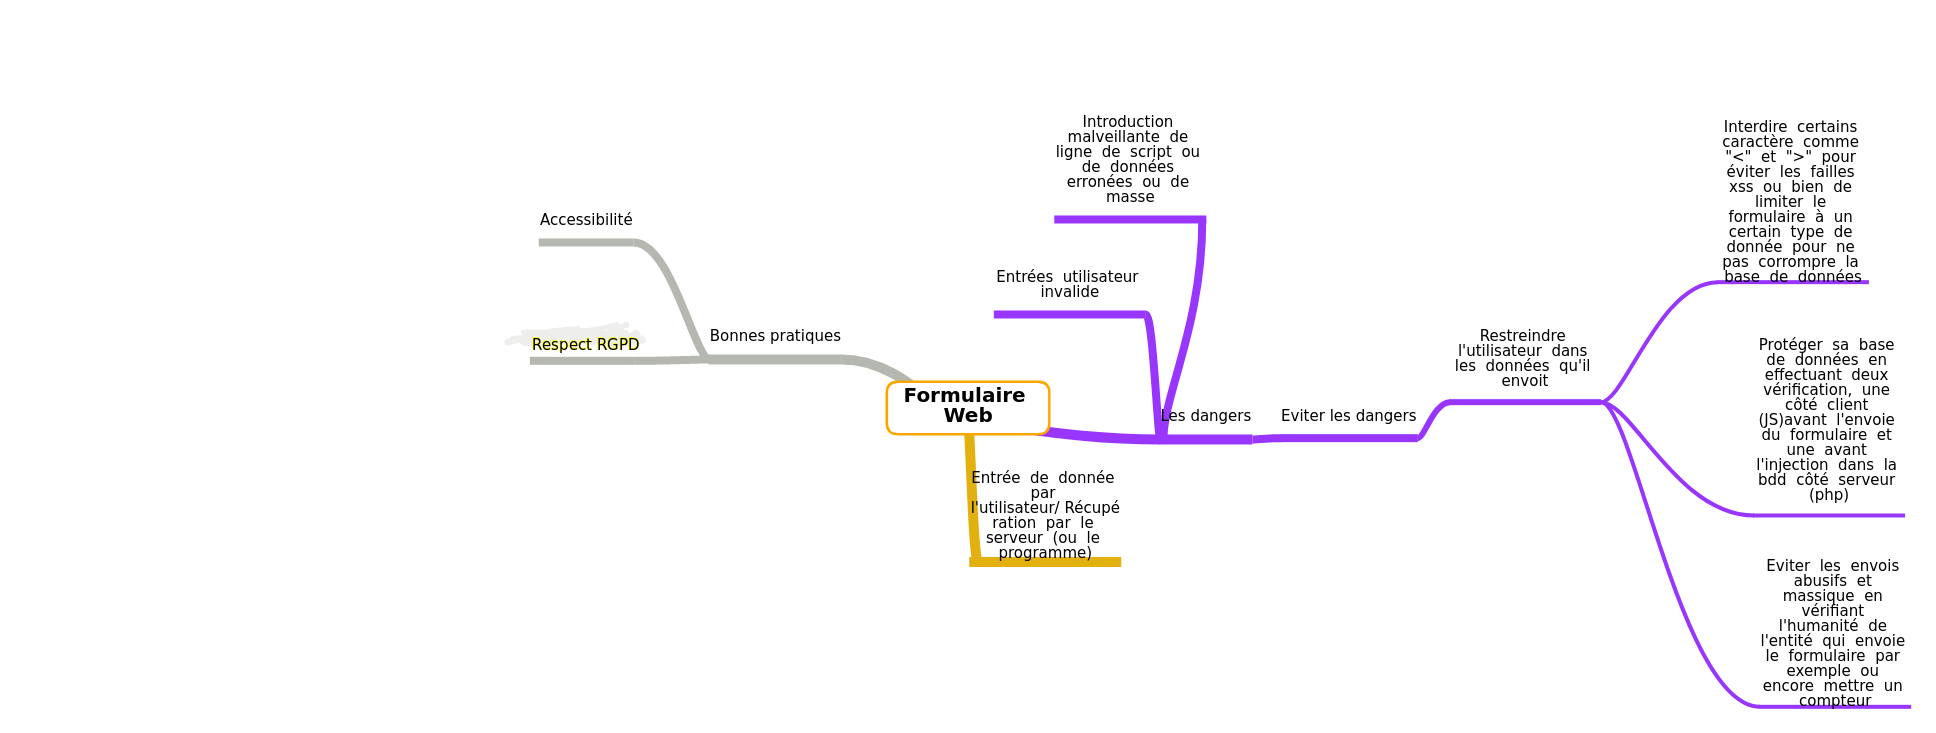 Accessibilité
Respect RGPD
Bonnes pratiques
Formulaire
Web
Introduction
malveillante de
ligne de script ou
de données
erronées ou de
masse
Entrées utilisateur
invalide
Les dangers
Eviter les dangers
Restreindre
l'utilisateur dans
les données qu'il
envoit
Interdire certains
caractère comme
"<" et ">" pour
éviter les failles
xss ou bien de
limiter le
formulaire à un
certain type de
donnée pour ne
pas corrompre la
base de données
Protéger sa base
de données en
effectuant deux
vérification, une
côté client
(JS)avant l'envoie
du formulaire et
une avant
l'injection dans la
bdd côté serveur
(php)
Eviter les envois
abusifs et
massique en
vérifiant
l'humanité de
l'entité qui envoie
le formulaire par
exemple ou
encore mettre un
compteur
Entrée de donnée
par
l'utilisateur/ Récupé
ration par le
serveur (ou le
programme)